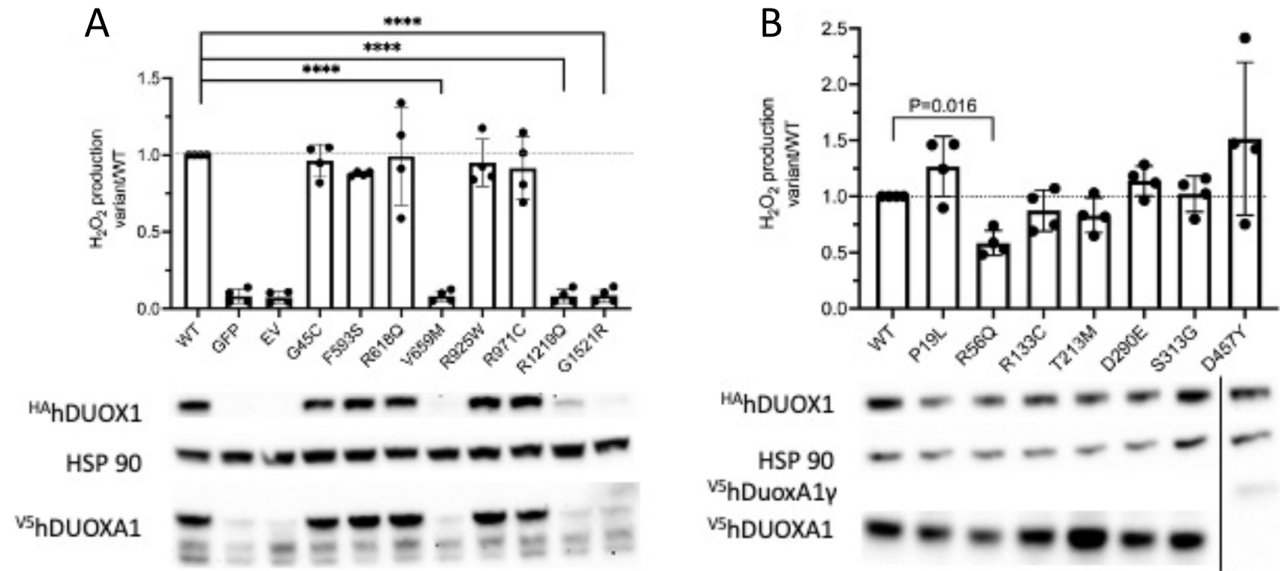 A
****
****
****
H₂O₂ production
variant/WT
1.5
1.0
0.5
0.0
WT
GFP
EV
G45C
F593S
R618Q
V659M
R925W
R971C
R1219Q
G1521R
HAhDUOX1
HSP 90
V5hDUOXA1
B
P=0.016
H₂O₂ production
variant/WT
2.5
2.0
1.5
1.0
0.5
0.0
WT
P19L
R56Q
R133C
T213M
D290E
S313G
D457Y
HAhDUOX1
HSP 90
V5hDuoxA1γ
V5hDUOXA1